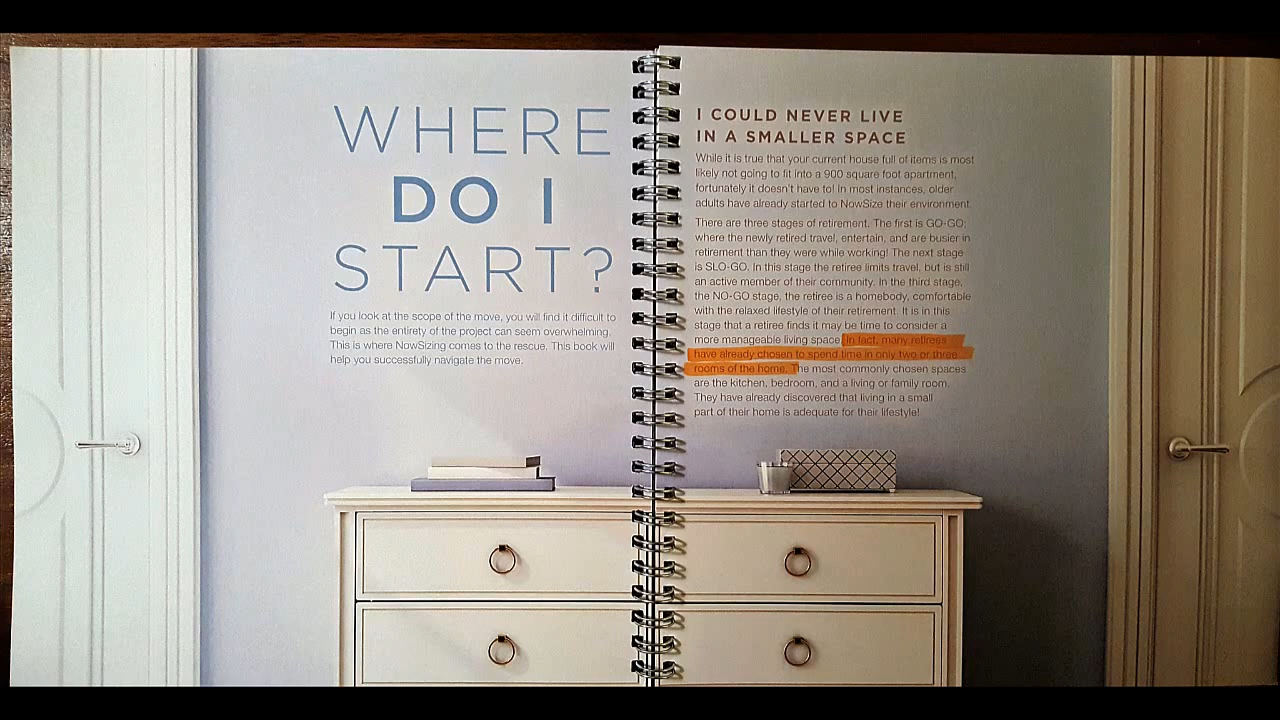 WHERE
DO I
START?
If you look at the scope of the move, you will find it difficult to
begin as the entirety of the project can seem overwhelming.
This is where NowSizing comes to the rescue. This book will
help you successfully navigate the move.
I COULD NEVER LIVE
IN A SMALLER SPACE
While it is true that your current house full of items is most
likely not going to fit into a 900 square foot apartment,
fortunately it doesn't have to! In most instances, older
adults have already started to NowSize their environment.
There are three stages of retirement. The first is GO-GO;
where the newly retired travel, entertain, and are busier in
retirement than they were while working! The next stage
is SLO-GO. In this stage the retiree limits travel, but is still
an active member of their community. In the third stage,
the NO-GO stage, the retiree is a homebody, comfortable
with the relaxed lifestyle of their retirement. It is in this
stage that a retiree finds it may be time to consider a
more manageable living space. In fact, many retirees
have already chosen to spend time in only two or three
rooms of the home. The most commonly chosen spaces
are the kitchen, bedroom, and a living or family room.
They have already discovered that living in a small
part of their home is adequate for their lifestyle!